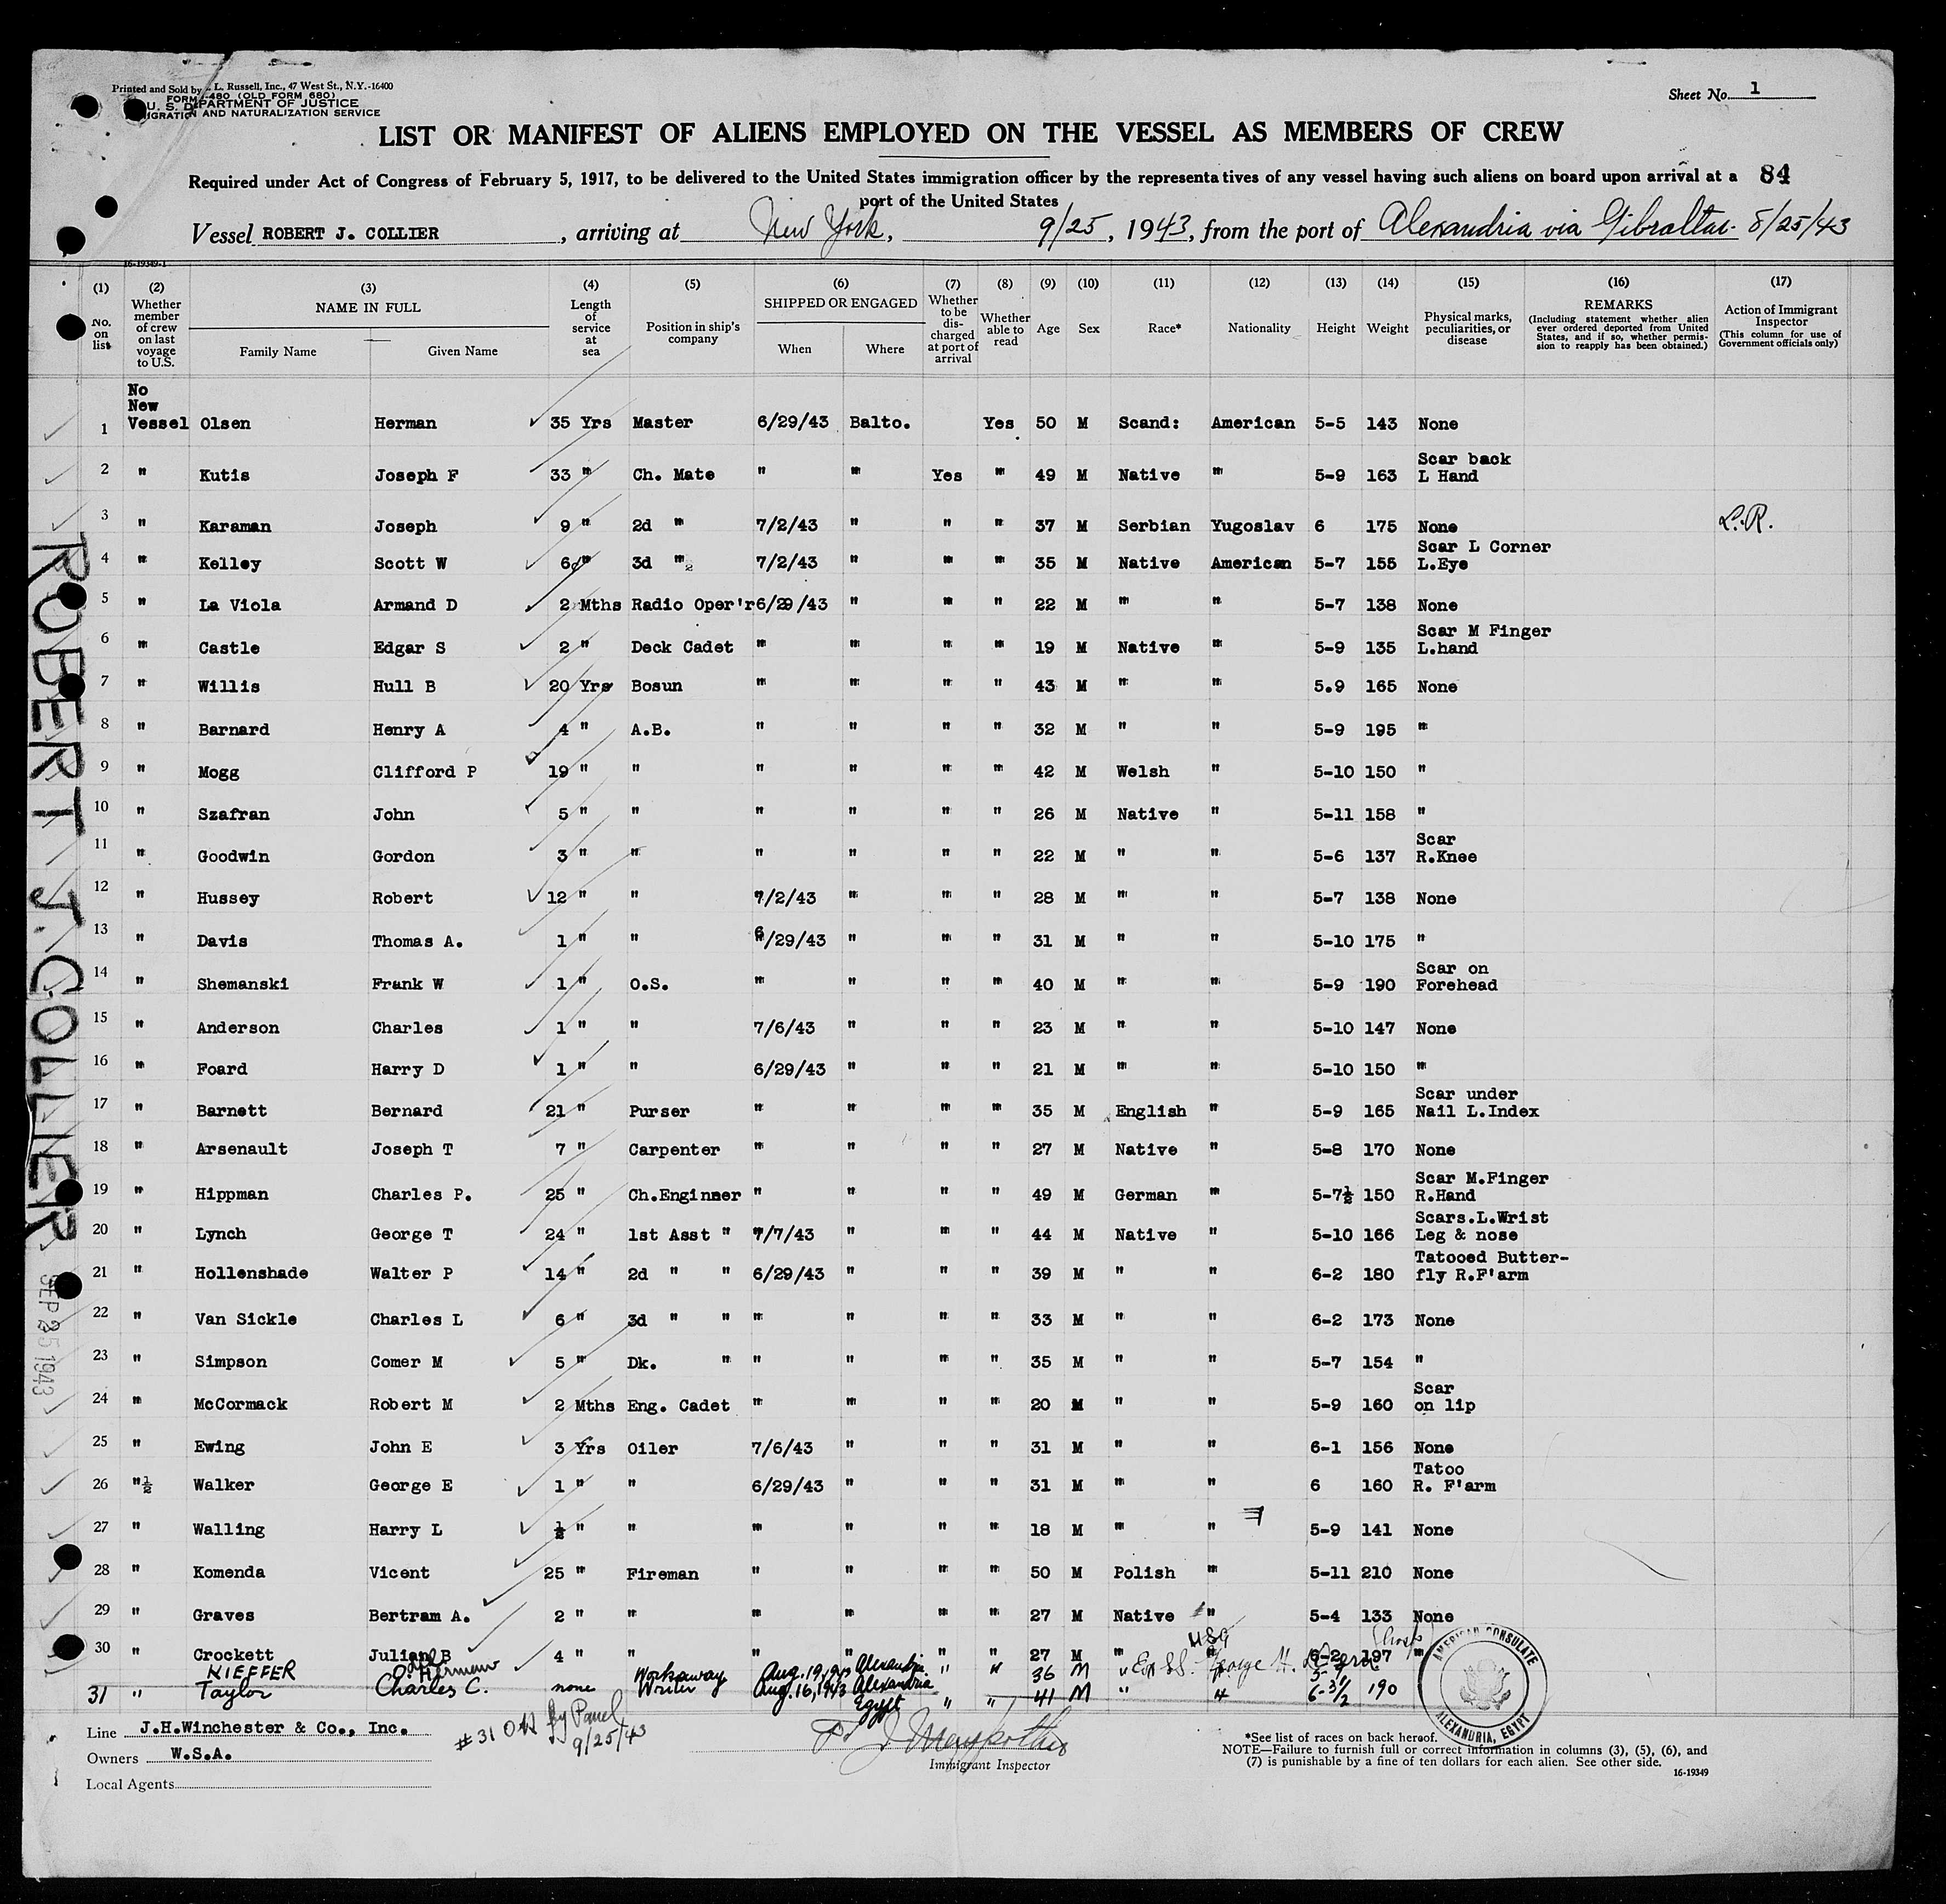 Printed and Sold by L. Russell, Inc., 47 West St., N.Y.-16400
FORM -480 (OLD FORM 680)
U. S. DEPARTMENT OF JUSTICE
IMIGRATION AND NATURALIZATION SERVICE
Sheet No. 1
LIST OR MANIFEST OF ALIENS EMPLOYED ON THE VESSEL AS MEMBERS OF CREW
Required under Act of Congress of February 5, 1917, to be delivered to the United States immigration officer by the representatives of any vessel having such aliens on board upon arrival at a 84
port of the United States
Vessel ROBERT J. COLLIER, arriving at New York, 9/25, 1943, from the port of Alexandria via Gibraltar. 8/25/43
16-19349-1
(1) No. on list
(2) Whether member of crew on last voyage to U.S.
(3) NAME IN FULL Family Name Given Name
(4) Length of service at sea
(5) Position in ship's company
(6) SHIPPED OR ENGAGED When Where
(7) Whether to be discharged at port of arrival
(8) Whether able to read
(9) Age
(10) Sex
(11) Race*
(12) Nationality
(13) Height
(14) Weight
(15) Physical marks, peculiarities, or disease
(16) REMARKS (Including statement whether alien ever ordered deported from United States, and if so, whether permission to reapply has been obtained.)
(17) Action of Immigrant Inspector (This column for use of Government officials only)
1 No New Vessel Olsen Herman 35 Yrs Master 6/29/43 Balto. Yes 50 M Scand: American 5-5 143 None
2 " Kutis Joseph F 33 " Ch. Mate " " Yes " 49 M Native " 5-9 163 Scar back L Hand
3 " Karaman Joseph 9 " 2d " 7/2/43 " " " 37 M Serbian Yugoslav 6 175 None L.R.
4 " Kelley Scott W 6 " 3d " 7/2/43 " " " 35 M Native American 5-7 155 Scar L Corner L.Eye
5 " La Viola Armand D 2 Mths Radio Oper'r 6/29/43 " " " 22 M " " 5-7 138 None
6 " Castle Edgar S 2 " Deck Cadet " " " " 19 M Native " 5-9 135 Scar M Finger L.hand
7 " Willis Hull B 20 Yrs Bosun " " " " 43 M " " 5.9 165 None
8 " Barnard Henry A 4 " A.B. " " " " 32 M " " 5-9 195 "
9 " Mogg Clifford P 19 " " " " " " 42 M Welsh " 5-10 150 "
10 " Szafran John 5 " " " " " " 26 M Native " 5-11 158 "
11 " Goodwin Gordon 3 " " " " " " 22 M " " 5-6 137 Scar R.Knee
12 " Hussey Robert 12 " " 7/2/43 " " " 28 M " " 5-7 138 None
13 " Davis Thomas A. 1 " " 6/29/43 " " " 31 M " " 5-10 175 "
14 " Shemanski Frank W 1 " O.S. " " " " 40 M " " 5-9 190 Scar on Forehead
15 " Anderson Charles 1 " " 7/6/43 " " " 23 M " " 5-10 147 None
16 " Foard Harry D 1 " " 6/29/43 " " " 21 M " " 5-10 150 "
17 " Barnett Bernard 21 " Purser " " " " 35 M English " 5-9 165 Scar under Nail L.Index
18 " Arsenault Joseph T 7 " Carpenter " " " " 27 M Native " 5-8 170 None
19 " Hippman Charles P. 25 " Ch.Enginner " " " " 49 M German " 5-7½ 150 Scar M.Finger R.Hand
20 " Lynch George T 24 " 1st Asst " 7/7/43 " " " 44 M Native " 5-10 166 Scars.L.Wrist Leg & nose
21 " Hollenshade Walter P 14 " 2d " " 6/29/43 " " " 39 M " " 6-2 180 Tatooed Butter-fly R.F'arm
22 " Van Sickle Charles L 6 " 3d " " " " " " 33 M " " 6-2 173 None
23 " Simpson Comer M 5 " Dk. " " " " " 35 M " " 5-7 154 "
24 " McCormack Robert M 2 Mths Eng. Cadet " " " " 20 M " " 5-9 160 Scar on lip
25 " Ewing John E 3 Yrs Oiler 7/6/43 " " " 31 M " " 6-1 156 None
26 "½ Walker George E 1 " " 6/29/43 " " " 31 M " " 6 160 Tatoo R. F'arm
27 " Walling Harry L ½ " " " " " " 18 M " " 5-9 141 None
28 " Komenda Vicent 25 " Fireman " " " " 50 M Polish " 5-11 210 None
29 " Graves Bertram A. 2 " " " " " " 27 M Native " 5-4 133 None
30 " Crockett Julian B 4 " " " " " " 27 M " " 6-2 197 "
KIEFFER O. Herman Workaway Aug. 19, 1943 Alexandria " " 36 M "
31 " Taylor Charles C. none Writer Aug. 16, 1943 Alexandria Egypt " " 41 M " " 6-3½ 190
Line J.H.Winchester & Co., Inc.
Owners W.S.A.
Local Agents
#31 OK By Panel 9/25/43
Immigrant Inspector
*See list of races on back hereof.
NOTE—Failure to furnish full or correct information in columns (3), (5), (6), and
(7) is punishable by a fine of ten dollars for each alien. See other side.
16-19349
AMERICAN CONSULATE
ALEXANDRIA, EGYPT
ROBERT J. COLLIER
SEP 25 1943